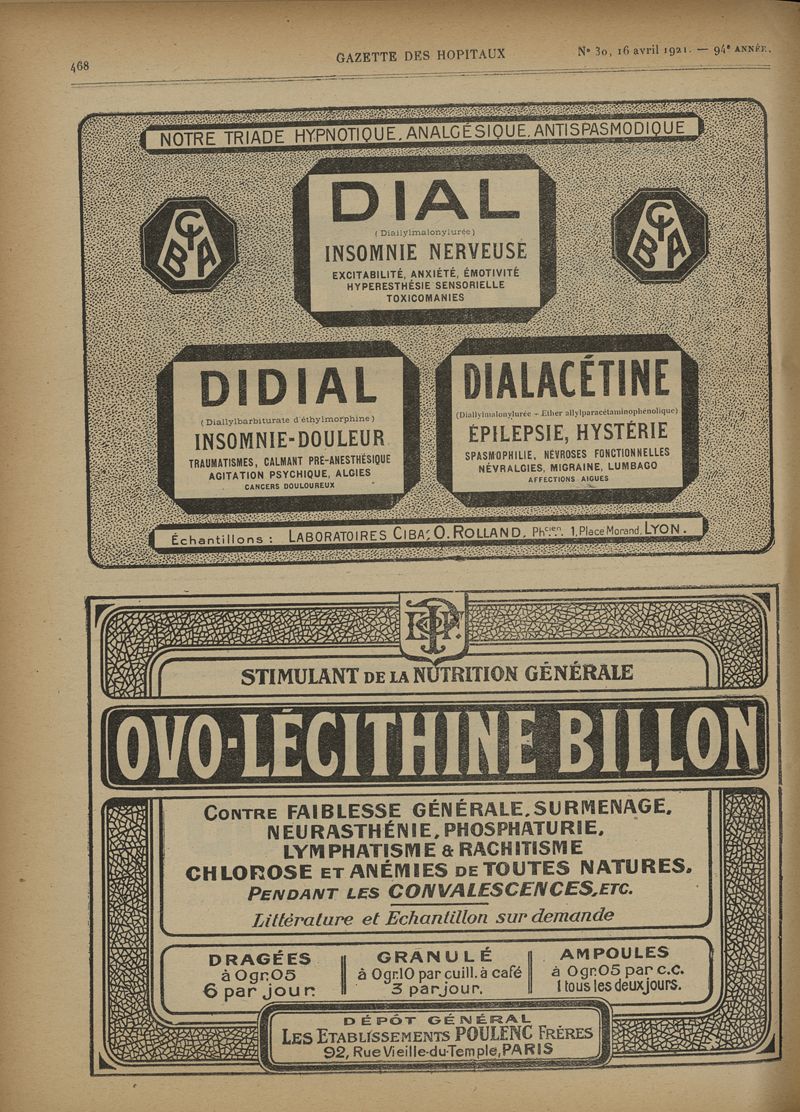 468
GAZETTE DES HOPITAUX
N° 30, 16 avril 1921. — 94e ANNÉE.
NOTRE TRIADE HYPNOTIQUE, ANALGÉSIQUE, ANTISPASMODIQUE
CIBA
DIAL
(Diallylmalonylurée)
INSOMNIE NERVEUSE
EXCITABILITÉ, ANXIÉTÉ, ÉMOTIVITÉ
HYPERESTHÉSIE SENSORIELLE
TOXICOMANIES
CIBA
DIDIAL
(Diallylbarbiturate d'éthylmorphine)
INSOMNIE-DOULEUR
TRAUMATISMES, CALMANT PRÉ-ANESTHÉSIQUE
AGITATION PSYCHIQUE, ALGIES
CANCERS DOULOUREUX
DIALACÉTINE
(Diallylmalonylurée - Ether allylparacétaminophénolique)
ÉPILEPSIE, HYSTÉRIE
SPASMOPHILIE, NÉVROSES FONCTIONNELLES
NÉVRALGIES, MIGRAINE, LUMBAGO
AFFECTIONS AIGUES
Échantillons : LABORATOIRES CIBA, O. ROLLAND, Phcien, 1, Place Morand, LYON.
STIMULANT DE LA NUTRITION GÉNÉRALE
OVO-LÉCITHINE BILLON
CONTRE FAIBLESSE GÉNÉRALE, SURMENAGE,
NEURASTHÉNIE, PHOSPHATURIE,
LYMPHATISME & RACHITISME
CHLOROSE ET ANÉMIES DE TOUTES NATURES,
PENDANT LES CONVALESCENCES, ETC.
Littérature et Echantillon sur demande
DRAGÉES
à 0gr.05
6 par jour.
GRANULÉ
à 0gr.10 par cuill. à café
3 par jour.
AMPOULES
à 0gr.05 par c.c.
1 tous les deux jours.
DÉPÔT GÉNÉRAL
LES ETABLISSEMENTS POULENC FRÈRES
92, Rue Vieille-du-Temple, PARIS